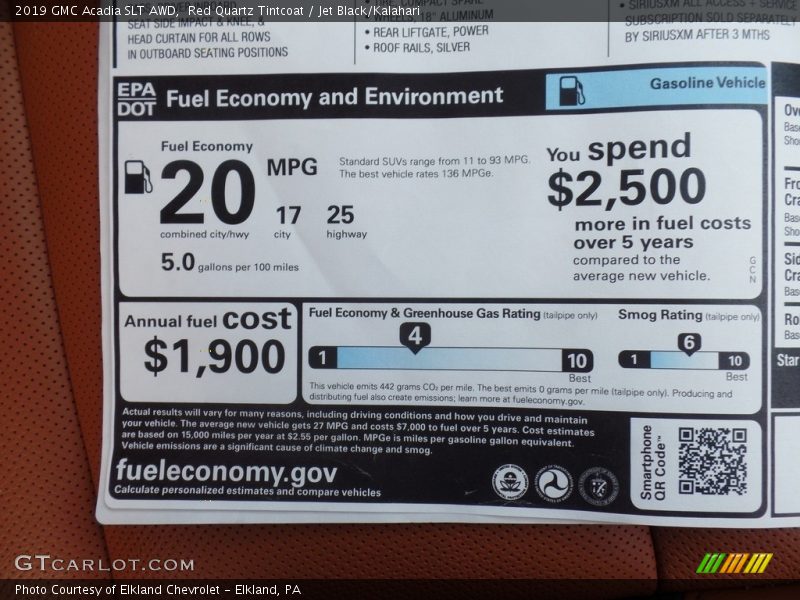 2019 GMC Acadia SLT AWD, Red Quartz Tintcoat / Jet Black/Kalahari
SEAT SIDE IMPACT & KNEE, &
HEAD CURTAIN FOR ALL ROWS
IN OUTBOARD SEATING POSITIONS
• WHEELS, 18" ALUMINUM
• REAR LIFTGATE, POWER
• ROOF RAILS, SILVER
• SIRIUSXM ALL ACCESS + SERVICE
SUBSCRIPTION SOLD SEPARATELY
BY SIRIUSXM AFTER 3 MTHS
EPA
DOT
Fuel Economy and Environment
Gasoline Vehicle
Fuel Economy
20
MPG
combined city/hwy
17
city
25
highway
5.0 gallons per 100 miles
Standard SUVs range from 11 to 93 MPG.
The best vehicle rates 136 MPGe.
You spend
$2,500
more in fuel costs
over 5 years
compared to the
average new vehicle.
GCN
Annual fuel cost
$1,900
Fuel Economy & Greenhouse Gas Rating (tailpipe only)
4
1
10
Best
Smog Rating (tailpipe only)
6
1
10
Best
This vehicle emits 442 grams CO₂ per mile. The best emits 0 grams per mile (tailpipe only). Producing and
distributing fuel also create emissions; learn more at fueleconomy.gov.
Actual results will vary for many reasons, including driving conditions and how you drive and maintain
your vehicle. The average new vehicle gets 27 MPG and costs $7,000 to fuel over 5 years. Cost estimates
are based on 15,000 miles per year at $2.55 per gallon. MPGe is miles per gasoline gallon equivalent.
Vehicle emissions are a significant cause of climate change and smog.
fueleconomy.gov
Calculate personalized estimates and compare vehicles
Smartphone
QR Code™
Star
GTCARLOT.COM
Photo Courtesy of Elkland Chevrolet - Elkland, PA